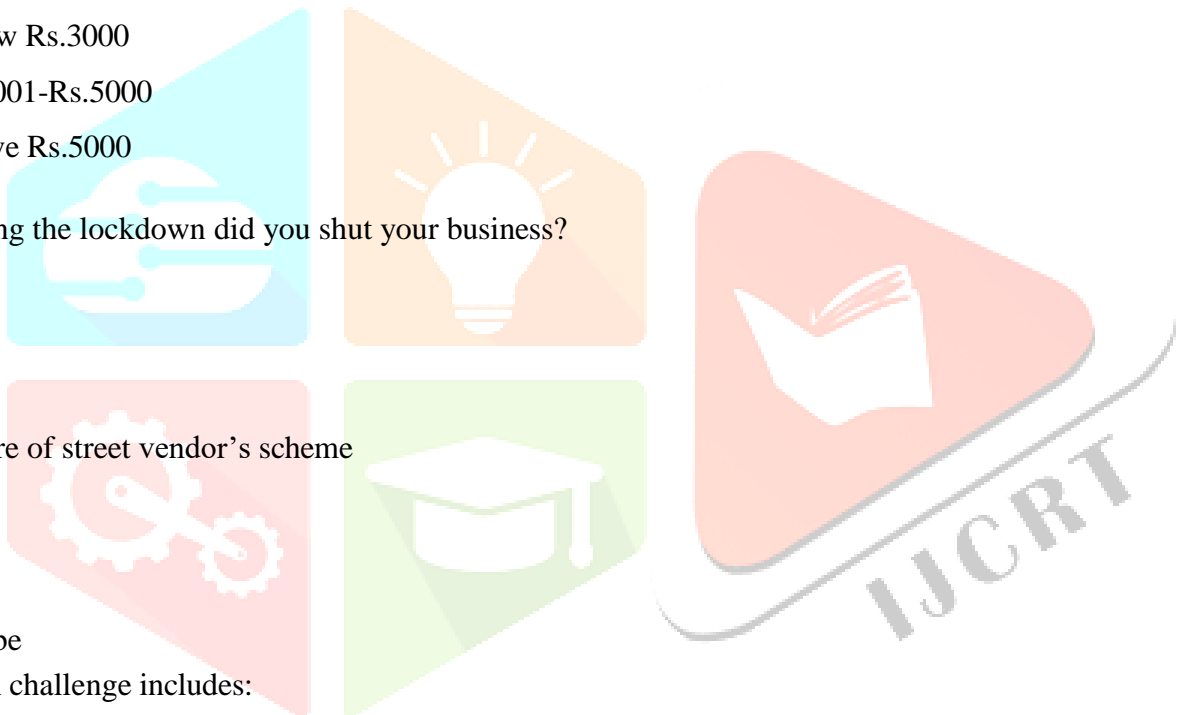 w Rs.3000
001-Rs.5000
ve Rs.5000
ng the lockdown did you shut your business?
re of street vendor’s scheme
be
challenge includes:
IJCRT